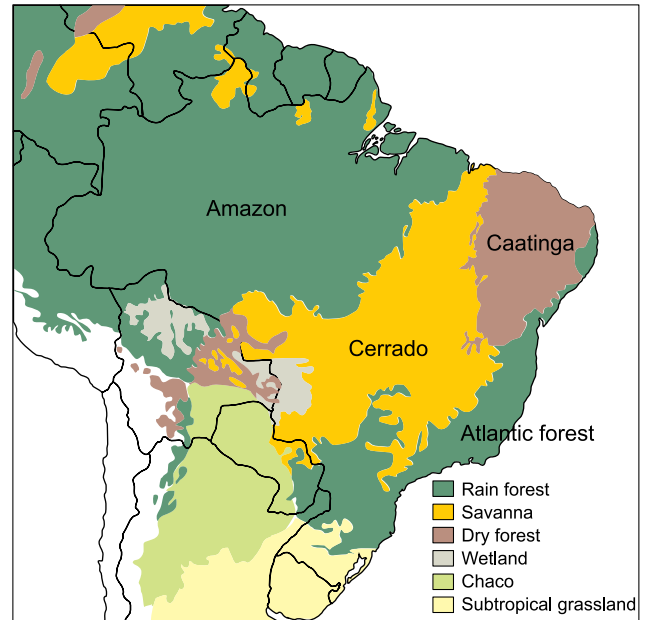 Amazon
Caatinga
Cerrado
Atlantic forest
Rain forest
Savanna
Dry forest
Wetland
Chaco
Subtropical grassland